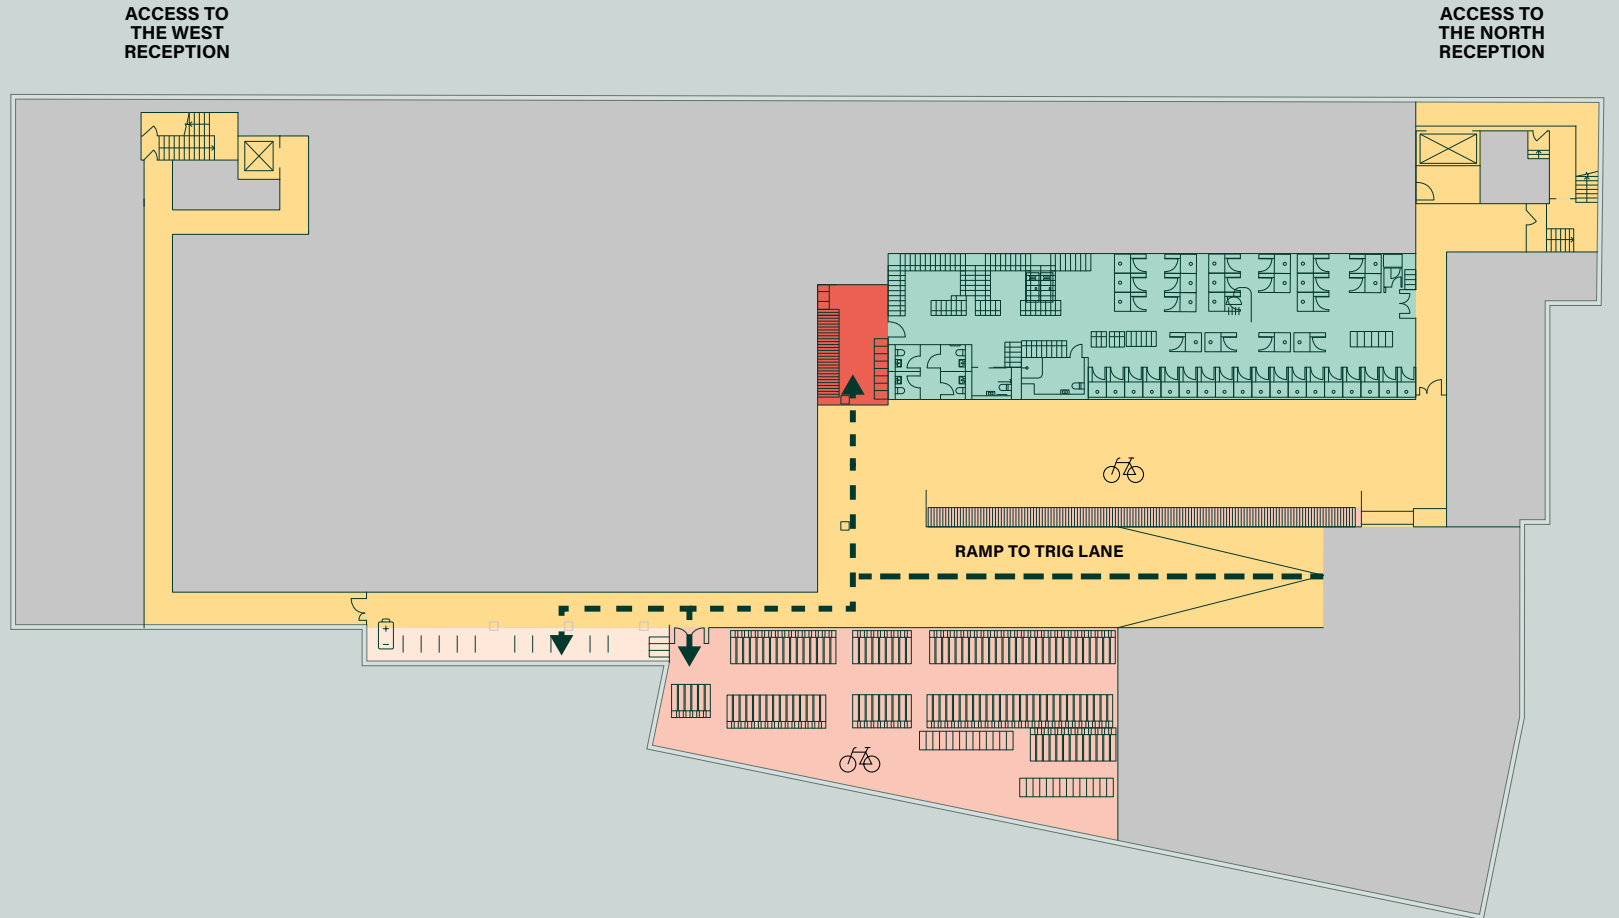 ACCESS TO
THE WEST
RECEPTION
ACCESS TO
THE NORTH
RECEPTION
RAMP TO TRIG LANE